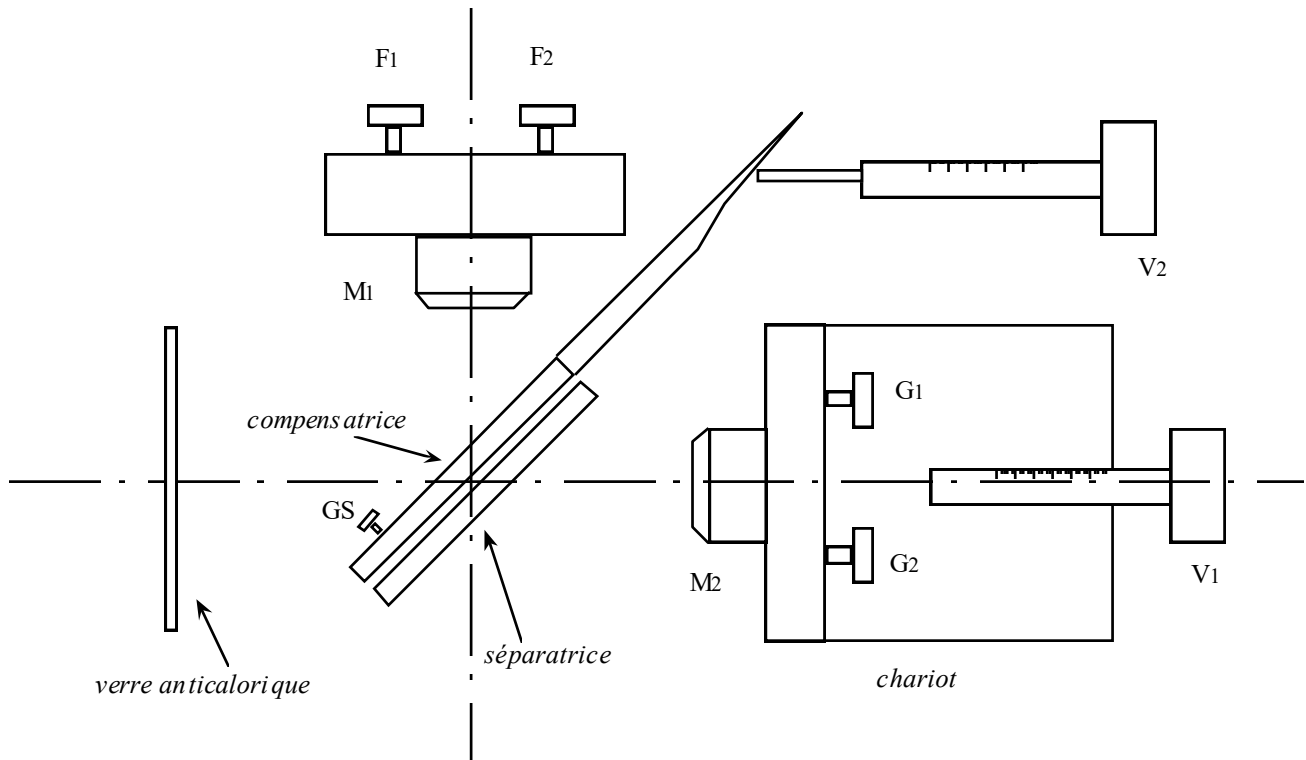 F1
F2
M1
V2
compensatrice
G1
GS
G2
M2
V1
séparatrice
verre anticalorique
chariot